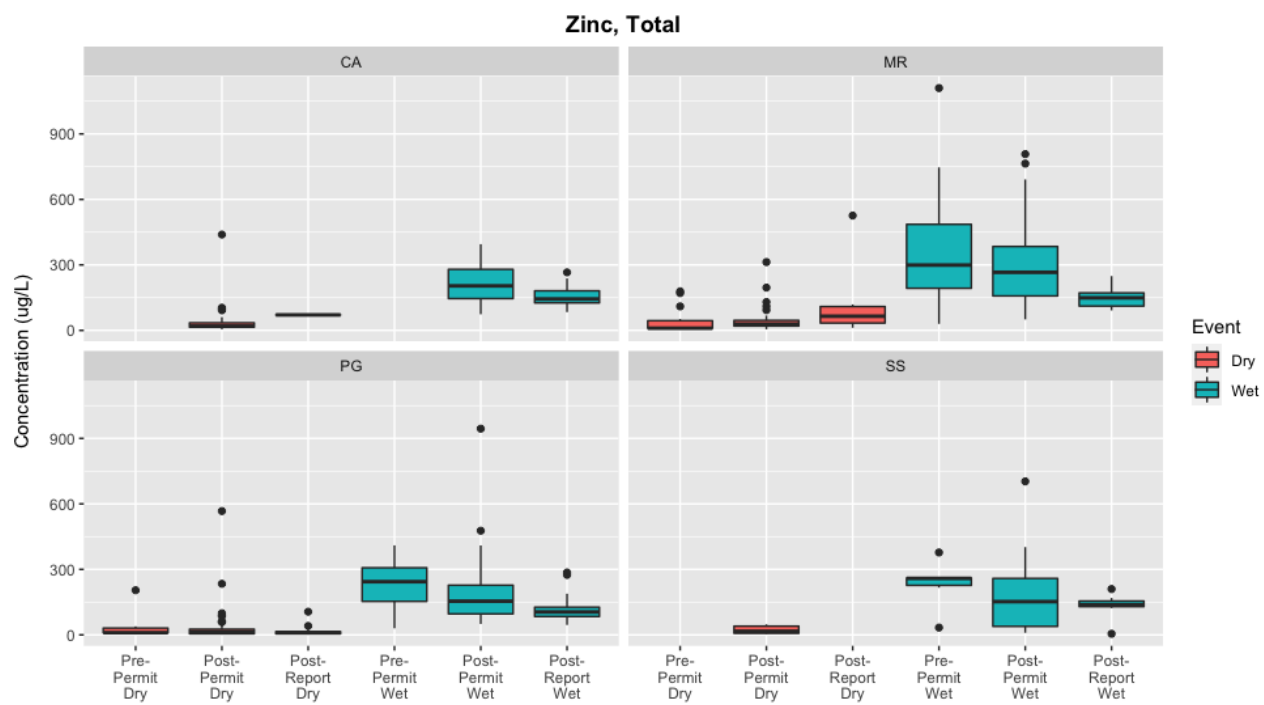 Zinc, Total
CA
MR
900
600
300
0
PG
SS
900
600
300
0
Concentration (ug/L)
Pre-
Permit
Dry
Post-
Permit
Dry
Post-
Report
Dry
Pre-
Permit
Wet
Post-
Permit
Wet
Post-
Report
Wet
Pre-
Permit
Dry
Post-
Permit
Dry
Post-
Report
Dry
Pre-
Permit
Wet
Post-
Permit
Wet
Post-
Report
Wet
Event
Dry
Wet